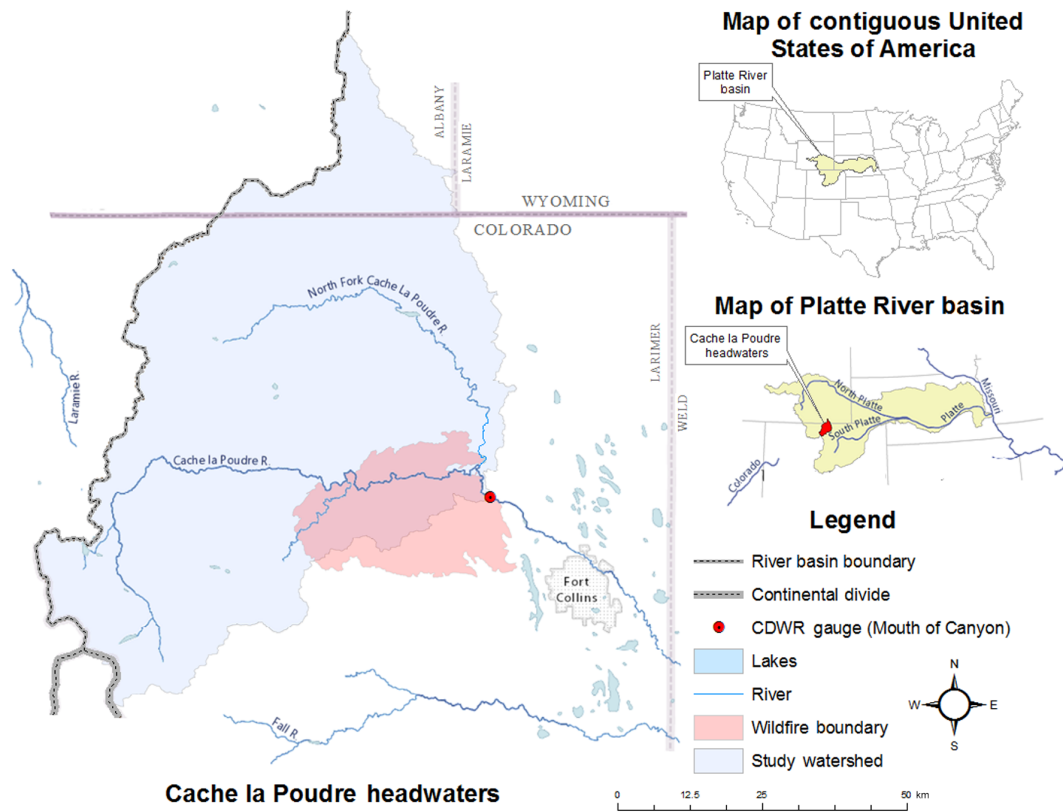 Map of contiguous United
States of America
Platte River
basin
ALBANY
LARAMIE
WYOMING
COLORADO
North Fork Cache La Poudre R.
Laramie R.
LARIMER
WELD
Cache la Poudre R.
Fort
Collins
Fall R.
Map of Platte River basin
Cache la Poudre
headwaters
North Platte
South Platte
Platte
Missouri
Colorado
Legend
River basin boundary
Continental divide
CDWR gauge (Mouth of Canyon)
Lakes
River
Wildfire boundary
Study watershed
N
W
E
S
Cache la Poudre headwaters
0 12.5 25 50 km